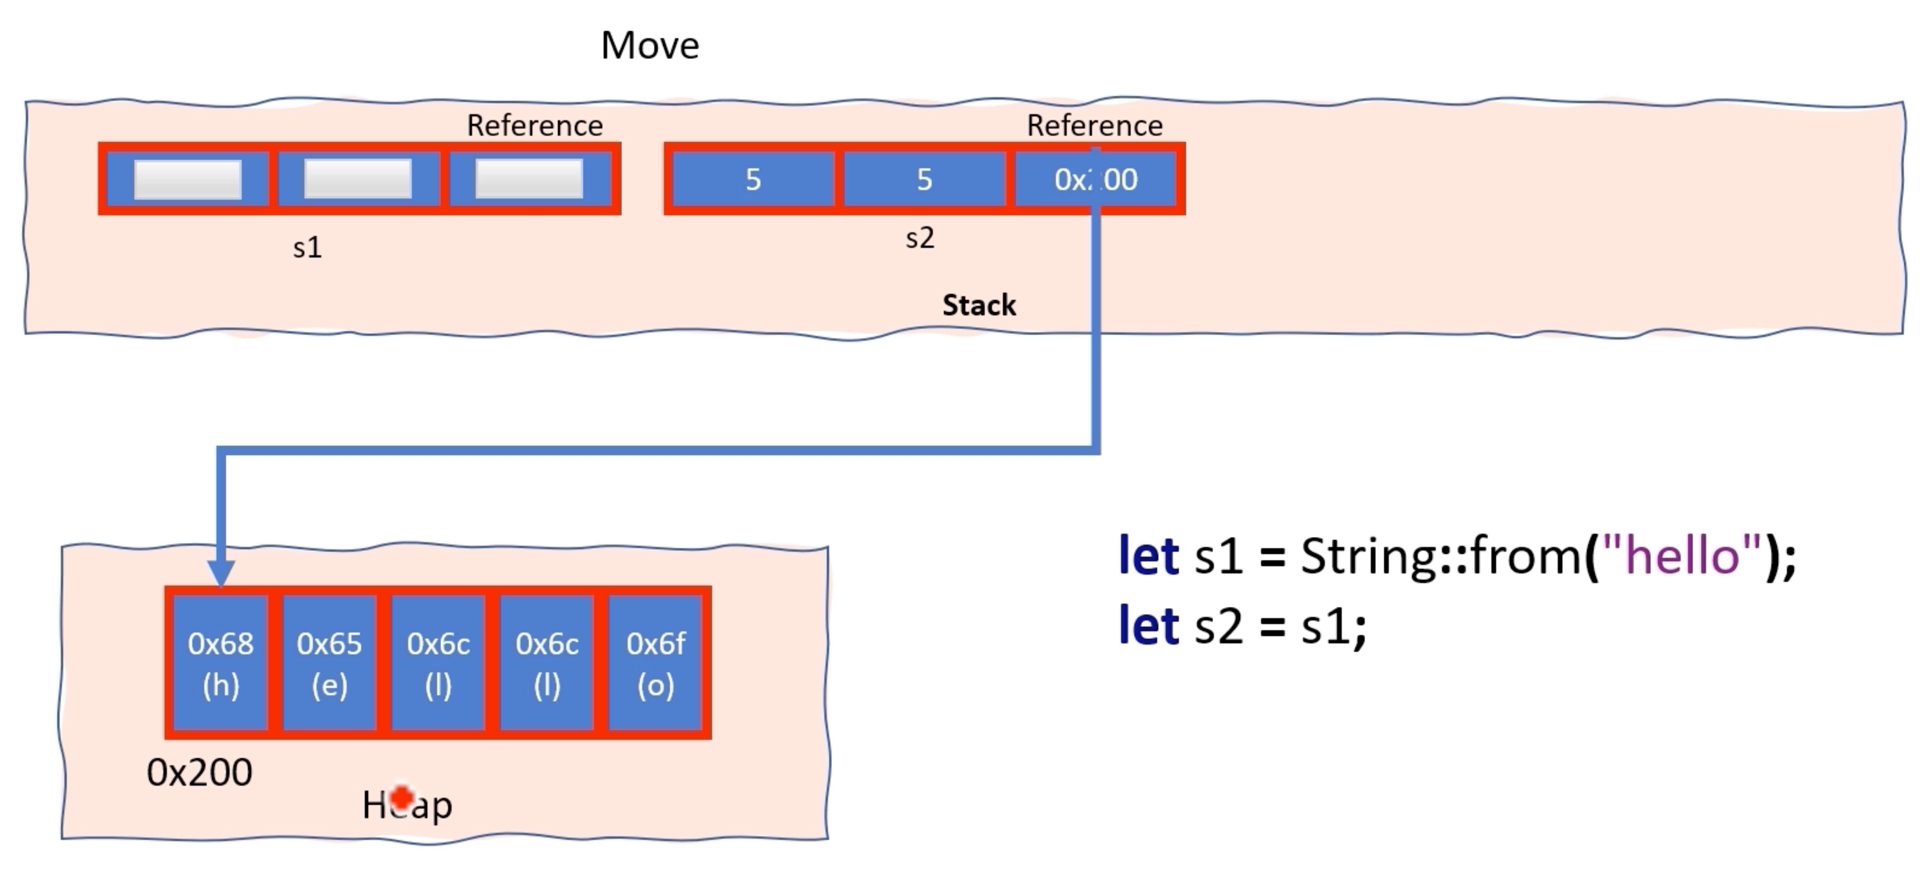 Move
Reference
Reference
5
5
0x200
s1
s2
Stack
let s1 = String::from("hello");
let s2 = s1;
0x68
(h)
0x65
(e)
0x6c
(l)
0x6c
(l)
0x6f
(o)
0x200
Heap